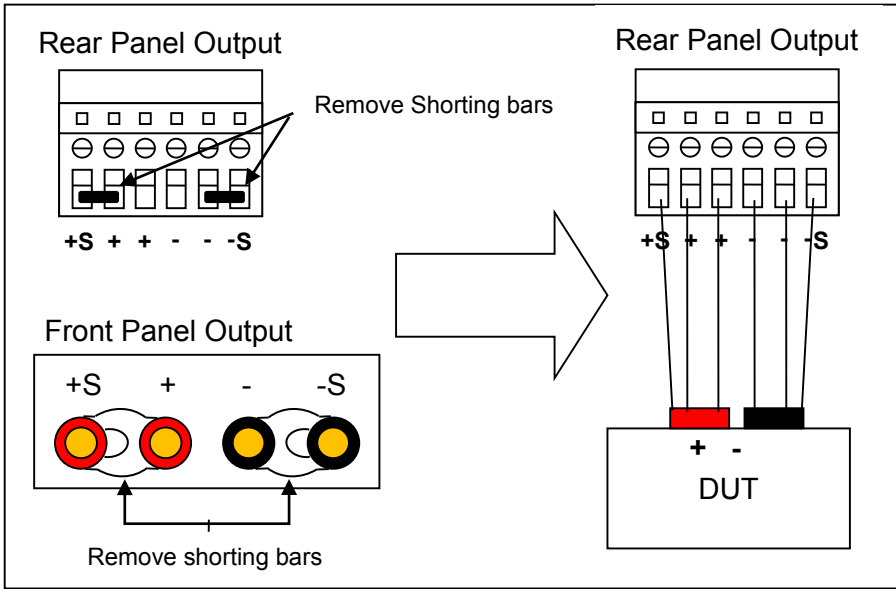 Rear Panel Output
Remove Shorting bars
+S + + - - -S
Front Panel Output
+S + - -S
Remove shorting bars
Rear Panel Output
+S + + - - -S
+ -
DUT